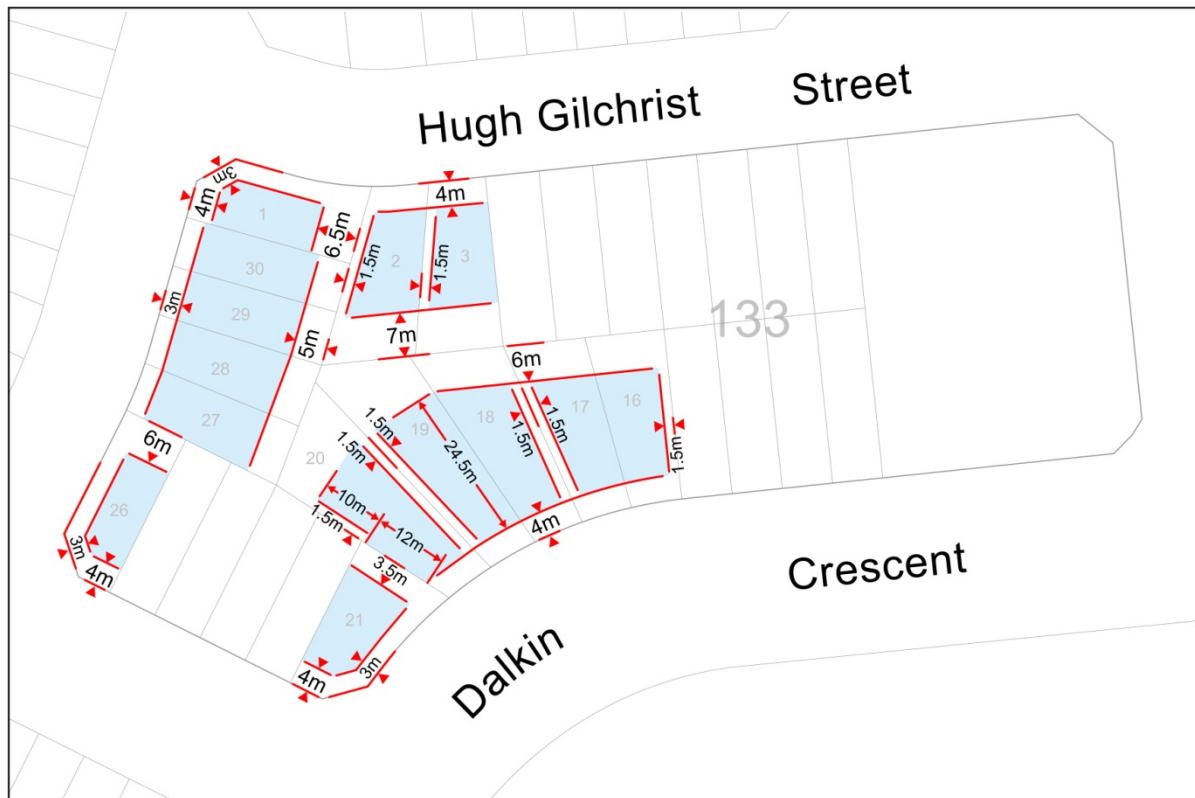 Hugh Gilchrist Street
3m
4m
1
6.5m
4m
1.5m
2
1.5m
3
30
29
3m
28
5m
27
7m
6m
133
1.5m
1.5m
19
24.5m
18
1.5m
1.5m
17
16
1.5m
20
6m
26
3m
4m
10m
1.5m
12m
4m
3.5m
21
4m
3m
Dalkin Crescent